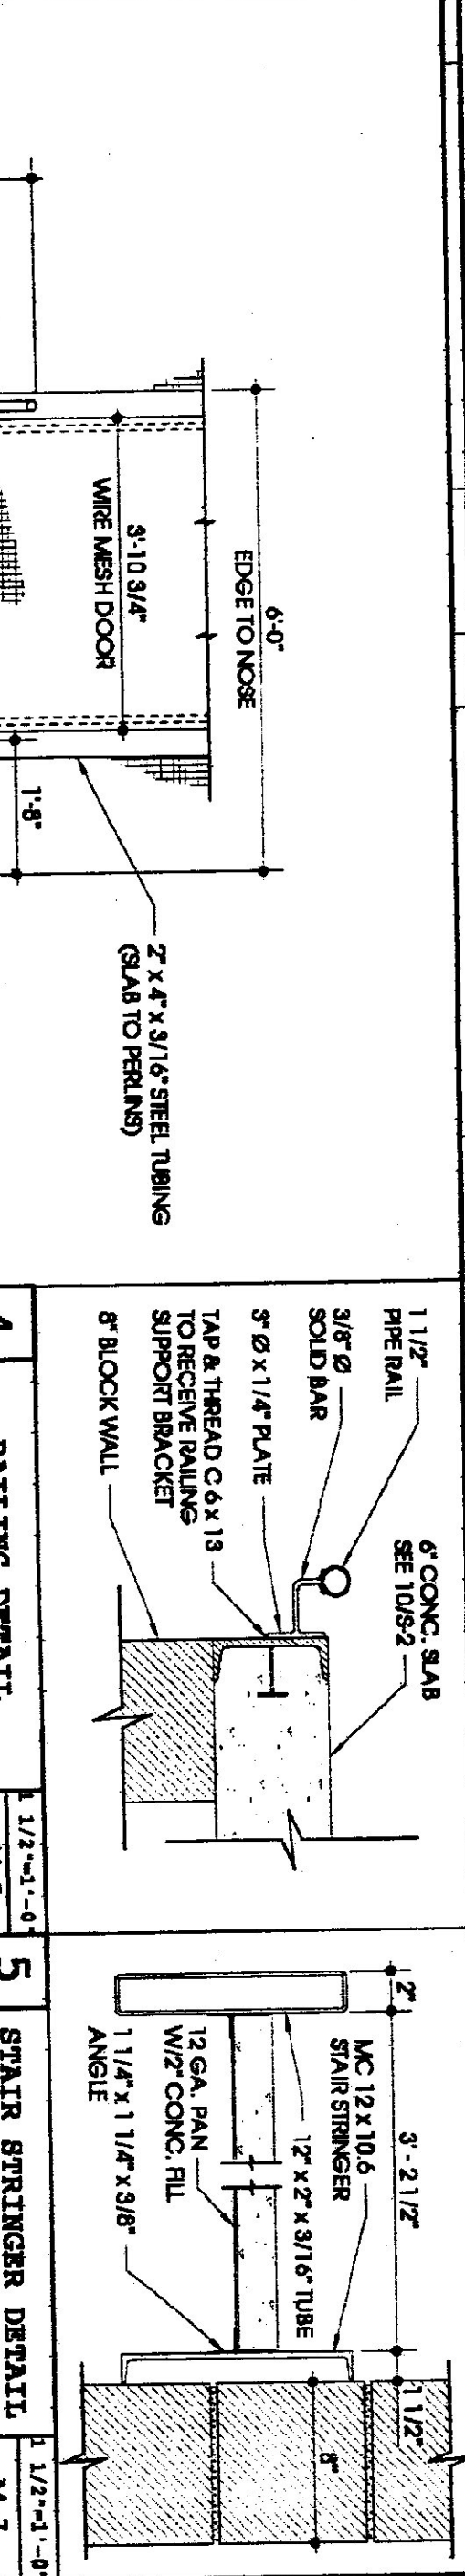 6'-0"
EDGE TO NOSE
3'-10 3/4"
WIRE MESH DOOR
1'-8"
2" x 4" x 3/16" STEEL TUBING
(SLAB TO PERLINS)
6" CONC. SLAB
SEE 10/S-2
1 1/2"
PIPE RAIL
3/8" Ø
SOLID BAR
3" Ø x 1/4" PLATE
TAP & THREAD C 6 x 13
TO RECEIVE RAILING
SUPPORT BRACKET
8" BLOCK WALL
4
RAILING DETAIL
1 1/2"=1'-0"
2"
3'-2 1/2"
1 1/2"
MC 12 x 10.6
STAIR STRINGER
12" x 2" x 3/16" TUBE
12 GA. PAN
W/2" CONC. FILL
1 1/4" x 1 1/4" x 3/8"
ANGLE
8"
5
STAIR STRINGER DETAIL
1 1/2"=1'-0"